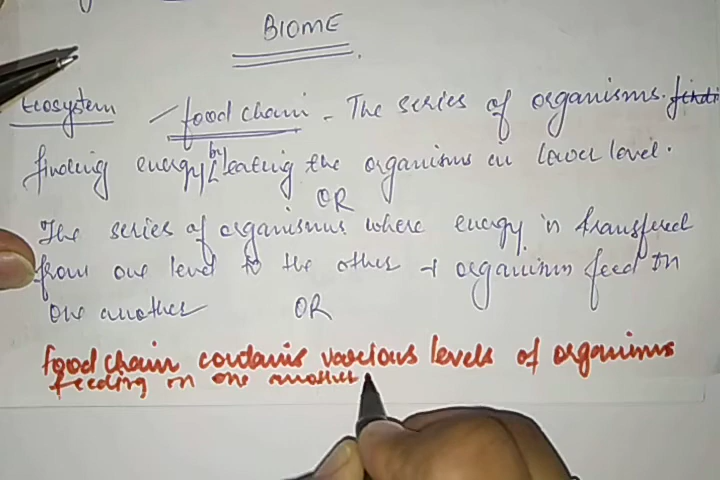 BIOME
Ecosystem / food chain - The series of organisms. findi
finding energy by eating the organisms in lower level.
OR
The series of organisms where energy is transfered
from one level to the other + organism feed on
one another OR
food chain contains various levels of organisms
feeding on one another